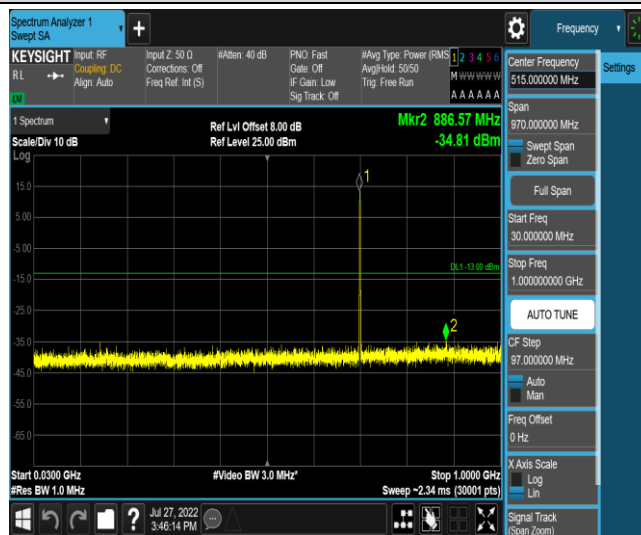 Spectrum Analyzer 1
Swept SA
+
Frequency
KEYSIGHT
RL
LXI
Input: RF
Coupling: DC
Align: Auto
Input Z: 50 Ω
Corrections: Off
Freq Ref: Int (S)
#Atten: 40 dB
PNO: Fast
Gate: Off
IF Gain: Low
Sig Track: Off
#Avg Type: Power (RMS
Avg|Hold: 50/50
Trig: Free Run
1 2 3 4 5 6
M W W W W W
A A A A A A
1 Spectrum
Scale/Div 10 dB
Log
Ref Lvl Offset 8.00 dB
Ref Level 25.00 dBm
Mkr2 886.57 MHz
-34.81 dBm
15.0
5.00
-5.00
-15.0
-25.0
-35.0
-45.0
-55.0
-65.0
1
DL1 -13.00 dBm
2
Start 0.0300 GHz
#Res BW 1.0 MHz
#Video BW 3.0 MHz*
Stop 1.0000 GHz
Sweep ~2.34 ms (30001 pts)
Center Frequency
515.000000 MHz
Settings
Span
970.000000 MHz
Swept Span
Zero Span
Full Span
Start Freq
30.000000 MHz
Stop Freq
1.000000000 GHz
AUTO TUNE
CF Step
97.000000 MHz
Auto
Man
Freq Offset
0 Hz
X Axis Scale
Log
Lin
Signal Track
(Span Zoom)
?
Jul 27, 2022
3:46:14 PM